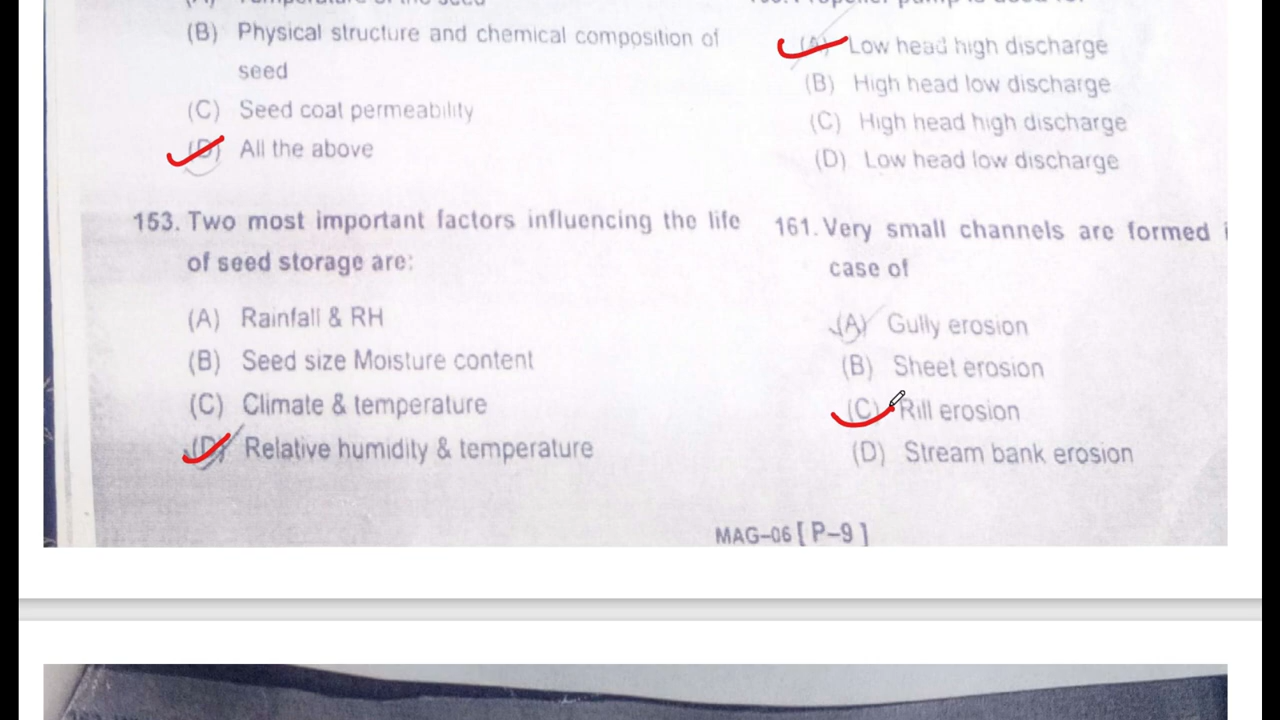 (B) Physical structure and chemical composition of
seed
(C) Seed coat permeability
(D) All the above
153. Two most important factors influencing the life
of seed storage are:
(A) Rainfall & RH
(B) Seed size Moisture content
(C) Climate & temperature
(D) Relative humidity & temperature
(A) Low head high discharge
(B) High head low discharge
(C) High head high discharge
(D) Low head low discharge
161. Very small channels are formed
case of
(A) Gully erosion
(B) Sheet erosion
(C) Rill erosion
(D) Stream bank erosion
MAG-06 [ P-9 ]